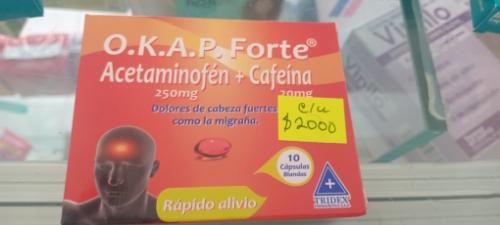 O.K.A.P. Forte®
Acetaminofén + Cafeína
250mg 20mg
Dolores de cabeza fuertes
como la migraña.
c/u
$2000
10
Cápsulas
Blandas
Rápido alivio
TRIDEX